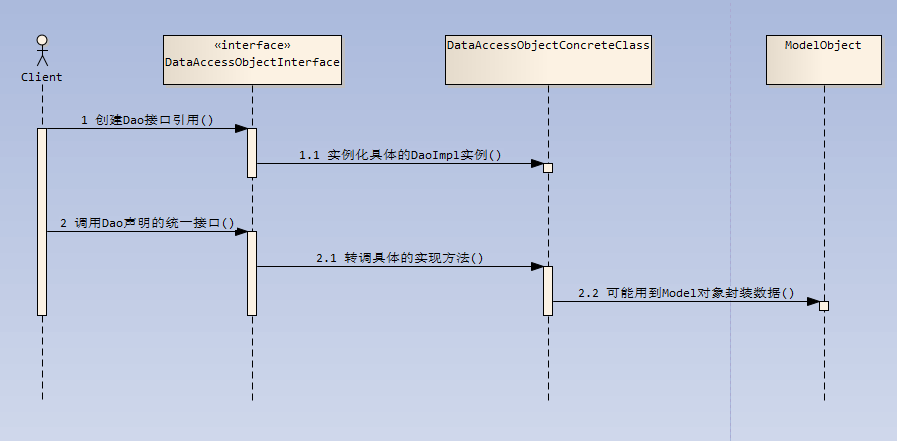 «interface»
DataAccessObjectInterface
DataAccessObjectConcreteClass
ModelObject
Client
1 创建Dao接口引用()
1.1 实例化具体的DaoImpl实例()
2 调用Dao声明的统一接口()
2.1 转调具体的实现方法()
2.2 可能用到Model对象封装数据()